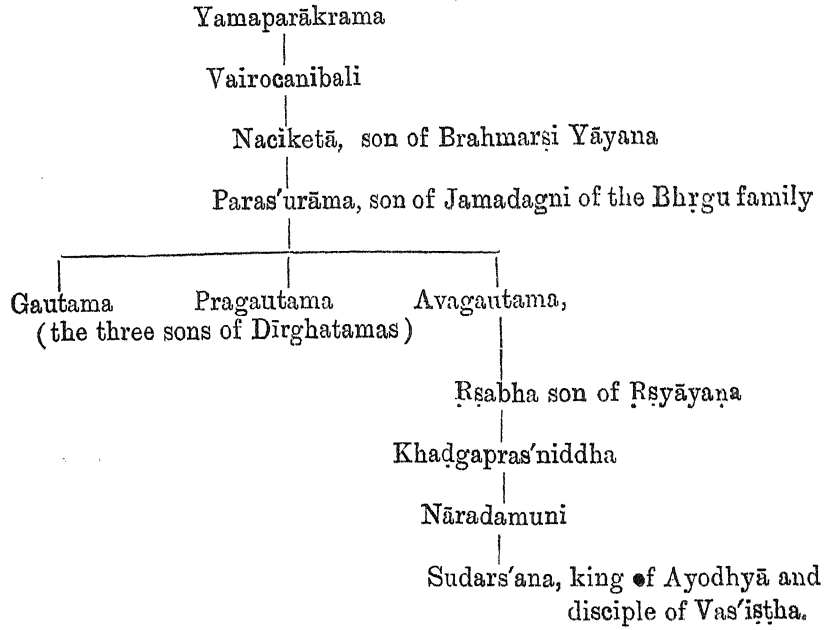 Yamaparākrama
Vairocanibali
Naciketā, son of Brahmarṣi Yāyana
Paras′urāma, son of Jamadagni of the Bhṛgu family
Gautama Pragautama Avagautama,
(the three sons of Dīrghatamas)
Ṛṣabha son of Ṛṣyāyaṇa
Khaḍgapras′niddha
Nāradamuni
Sudars′ana, king of Ayodhyā and
disciple of Vas′iṣṭha.